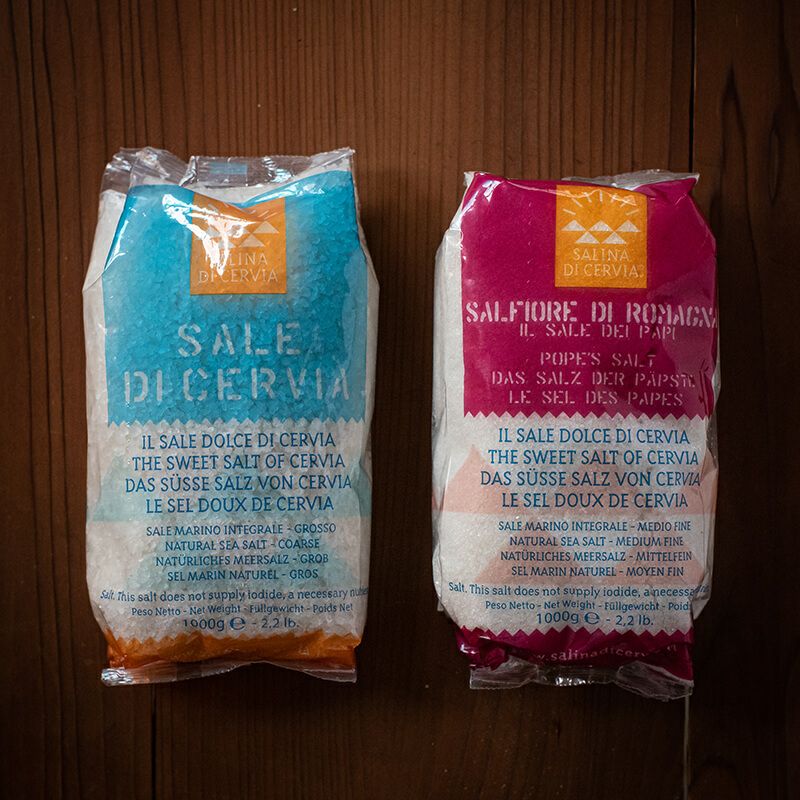 SALINA
DI CERVIA
SALE
DI CERVIA
IL SALE DOLCE DI CERVIA
THE SWEET SALT OF CERVIA
DAS SÜSSE SALZ VON CERVIA
LE SEL DOUX DE CERVIA
SALE MARINO INTEGRALE - GROSSO
NATURAL SEA SALT - COARSE
NATÜRLICHES MEERSALZ - GROB
SEL MARIN NATUREL - GROS
Salt. This salt does not supply iodide, a necessary
Peso Netto - Net Weight - Füllgewicht - Poids Net
1000g e - 2,2 lb.
SALINA
DI CERVIA
SALFIORE DI ROMAGNA
IL SALE DEI PAPI
POPE'S SALT
DAS SALZ DER PÄPSTE
LE SEL DES PAPES
IL SALE DOLCE DI CERVIA
THE SWEET SALT OF CERVIA
DAS SÜSSE SALZ VON CERVIA
LE SEL DOUX DE CERVIA
SALE MARINO INTEGRALE - MEDIO FINE
NATURAL SEA SALT - MEDIUM FINE
NATÜRLICHES MEERSALZ - MITTELFEIN
SEL MARIN NATUREL - MOYEN FIN
Salt. This salt does not supply iodide, a necessary
Peso Netto - Net Weight - Füllgewicht - Poids
1000g e - 2,2 lb.